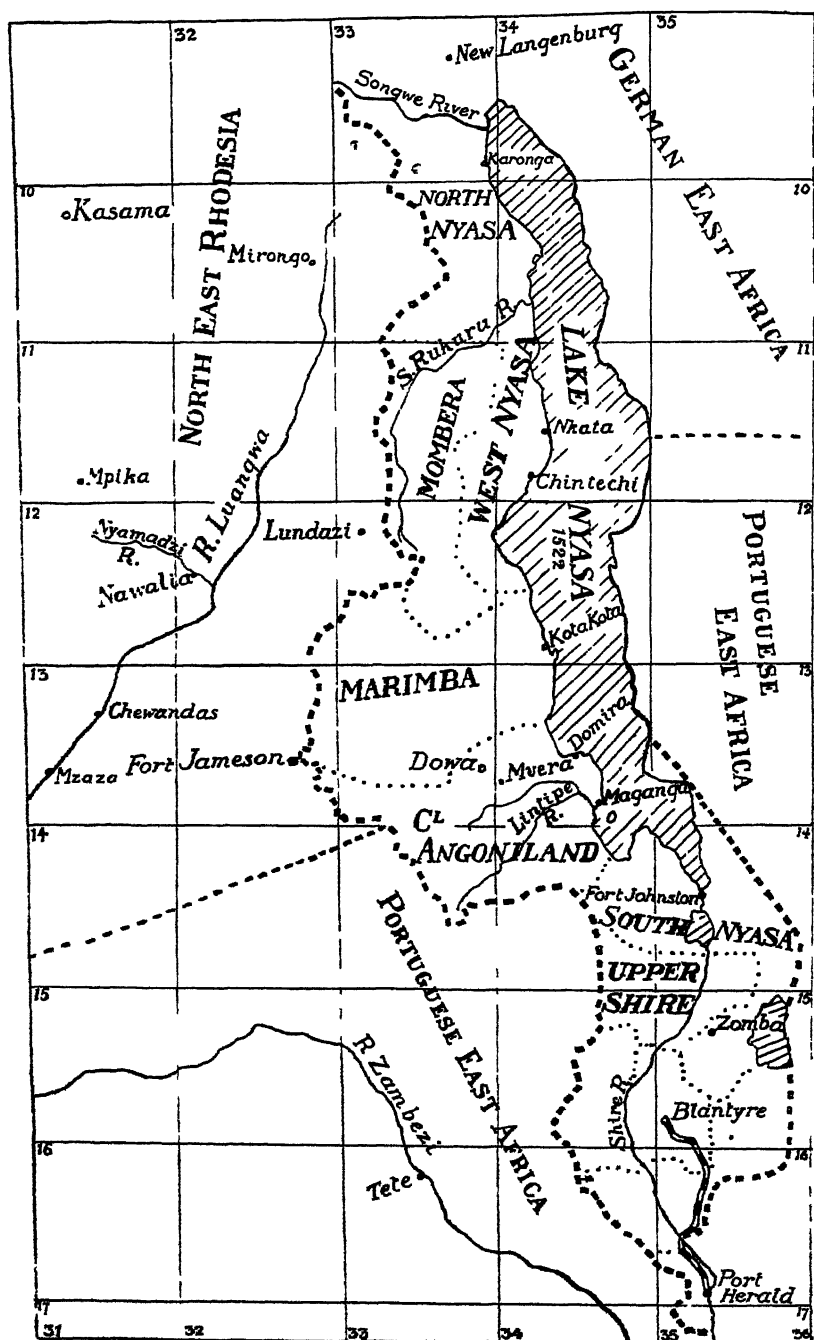 32
33
34
35
New Langenburg
GERMAN EAST AFRICA
Songwe River
Karonga
10
10
NORTH EAST RHODESIA
Kasama
NORTH
NYASA
Mirongo
11
11
S. Rukuru R.
LAKE
NYASA
1522
WEST NYASA
MOMBERA
Nkata
Mpika
Chintechi
12
12
R. Luangwa
Lundazi
Nyamadzi
R.
Nawalia
PORTUGUESE
EAST AFRICA
KotaKota
13
13
MARIMBA
Chewandas
Domira
Fort Jameson
Dowa
Mvera
Mzaza
Maganga
Lintipe
R.
14
14
CL
ANGONILAND
Fort Johnston
SOUTH NYASA
PORTUGUESE EAST AFRICA
UPPER
SHIRE
15
15
Zomba
R Zambezi
Shire R.
Blantyre
16
16
Tete
Port
Herald
17
17
31
32
33
34
35
36